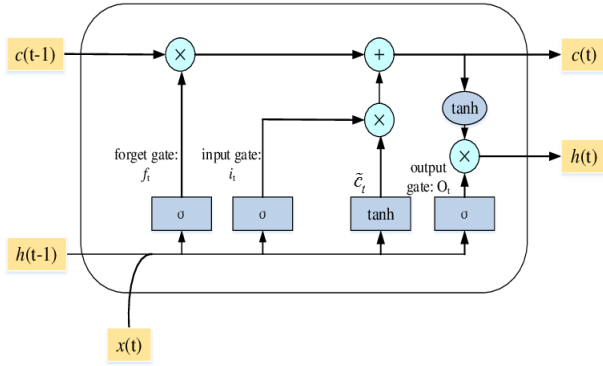 c(t-1)
×
+
c(t)
tanh
forget gate:
f_t
input gate:
i_t
×
c̃_t
output
gate: O_t
×
h(t)
σ
σ
tanh
σ
h(t-1)
x(t)